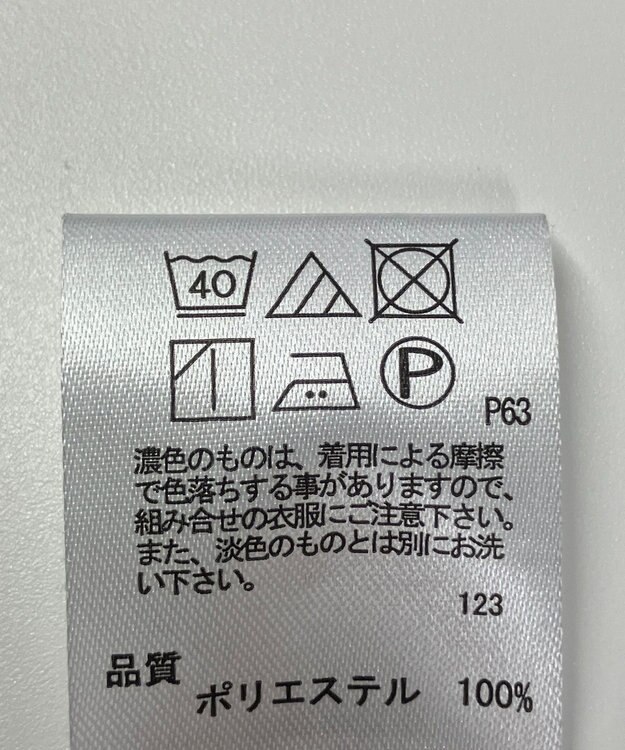 40
P
P63
濃色のものは、着用による摩擦
で色落ちする事がありますので、
組み合せの衣服にご注意下さい。
また、淡色のものとは別にお洗
い下さい。
123
品質
ポリエステル 100%